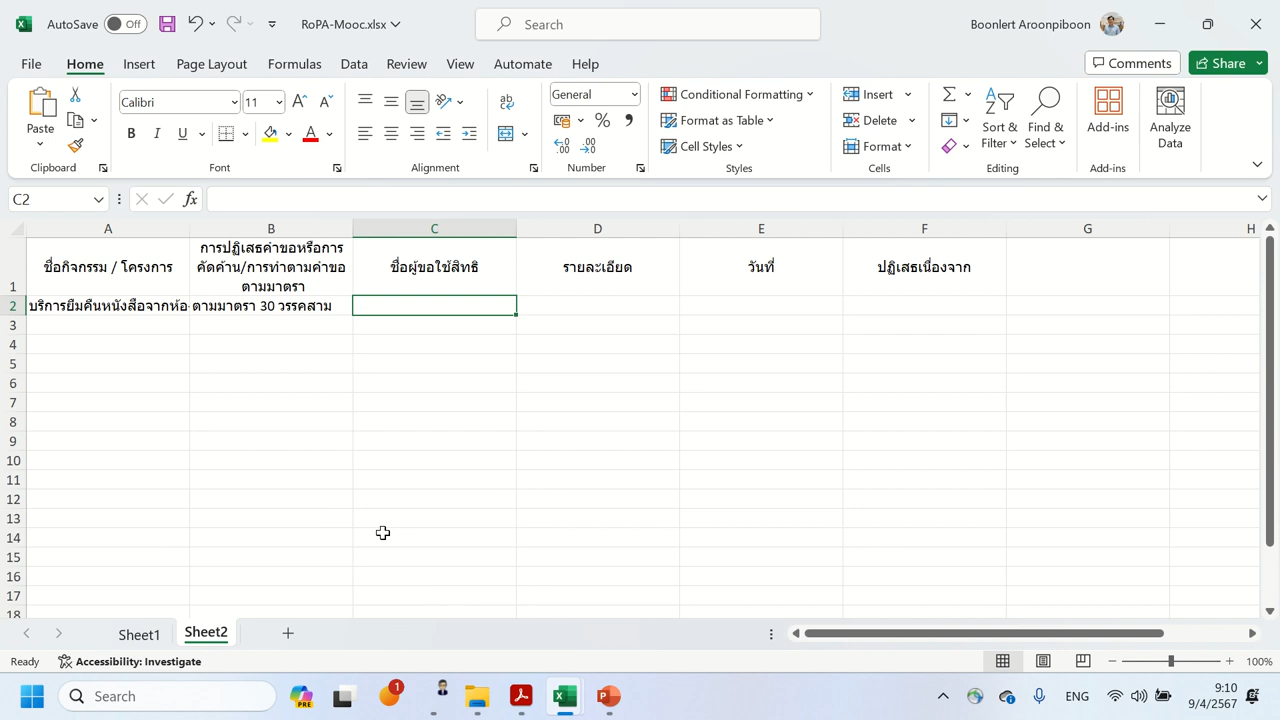 AutoSave Off RoPA-Mooc.xlsx Search Boonlert Aroonpiboon
File Home Insert Page Layout Formulas Data Review View Automate Help Comments Share
Paste
Clipboard
Calibri 11
B I U
Font
Alignment
General
Number
Conditional Formatting
Format as Table
Cell Styles
Styles
Insert
Delete
Format
Cells
Sort & Filter
Find & Select
Editing
Add-ins
Add-ins
Analyze Data
C2 fx
A B C D E F G H
1 ชื่อกิจกรรม / โครงการ
การปฏิเสธคำขอหรือการ
คัดค้าน/การทำตามคำขอ
ตามมาตรา
ชื่อผู้ขอใช้สิทธิ รายละเอียด วันที่ ปฏิเสธเนื่องจาก
2 บริการยืมคืนหนังสือจากห้อ ตามมาตรา 30 วรรคสาม
3
4
5
6
7
8
9
10
11
12
13
14
15
16
17
18
Sheet1 Sheet2
Ready Accessibility: Investigate 100%
Search PRE 1 ENG 9:10
9/4/2567